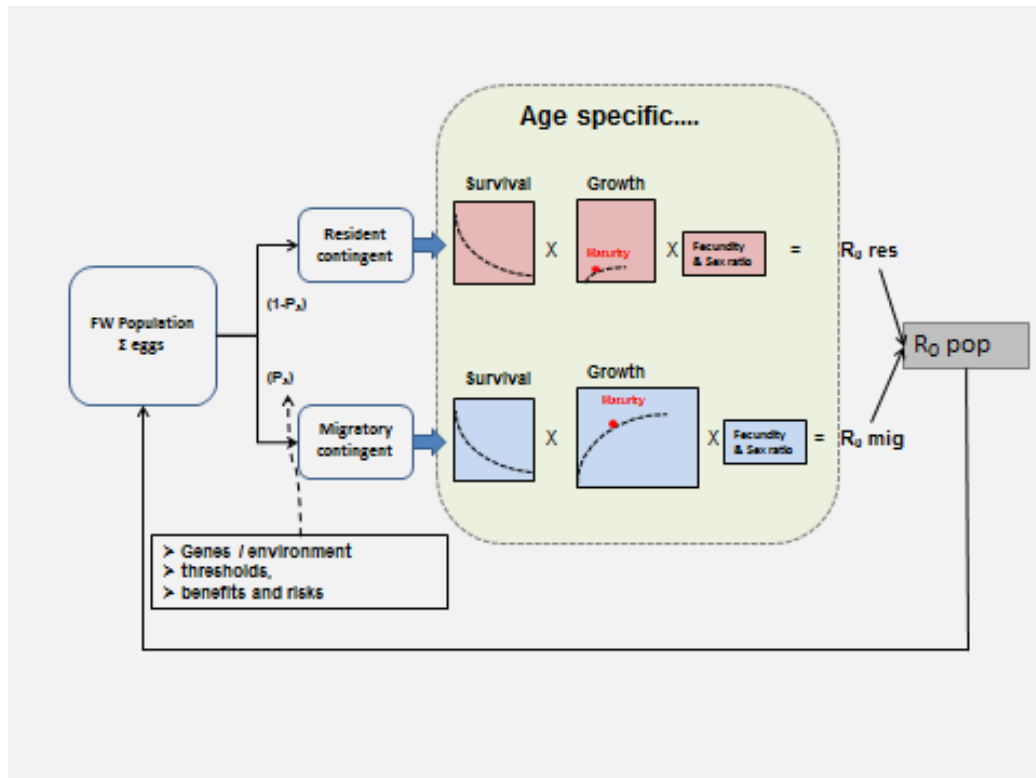 Age specific....
Survival
Growth
Resident
contingent
Maturity
X
X
Fecundity
& Sex ratio
=
R₀ res
(1-Pₐ)
FW Population
Σ eggs
R₀ pop
(Pₐ)
Survival
Growth
Maturity
Migratory
contingent
X
X
Fecundity
& Sex ratio
=
R₀ mig
➢ Genes / environment
➢ thresholds,
➢ benefits and risks